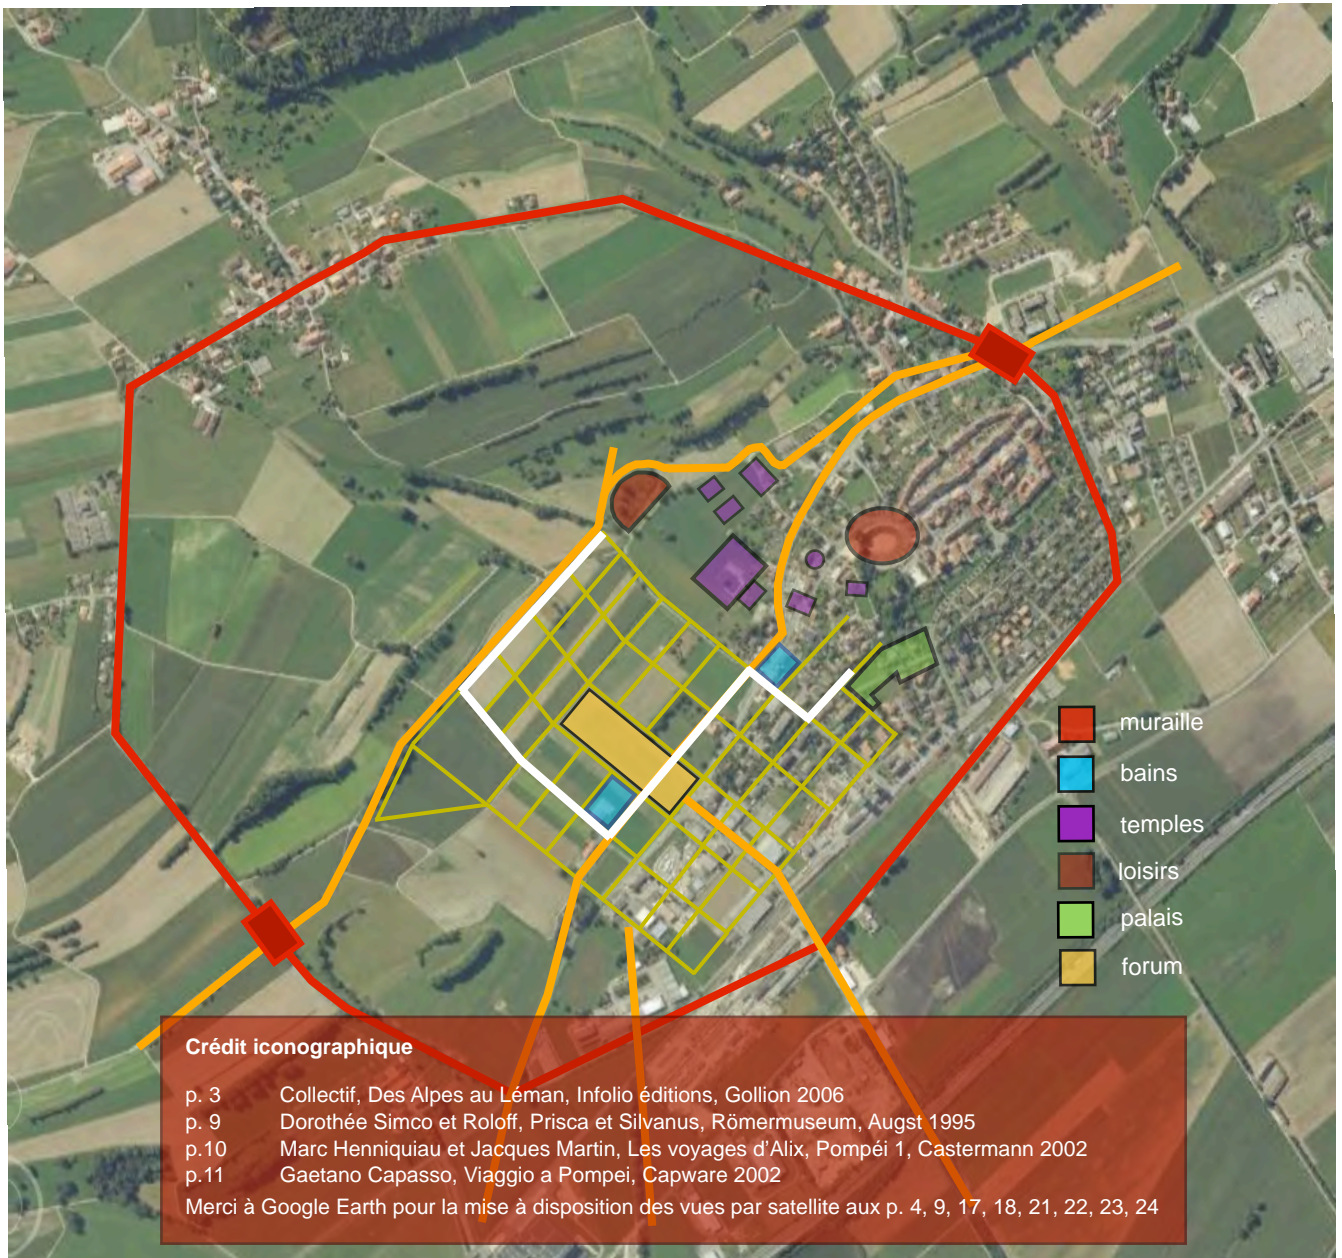 muraille
bains
temples
loisirs
palais
forum
Crédit iconographique
p. 3 Collectif, Des Alpes au Léman, Infolio éditions, Gollion 2006
p. 9 Dorothée Simco et Roloff, Prisca et Silvanus, Römermuseum, Augst 1995
p.10 Marc Henniquiau et Jacques Martin, Les voyages d'Alix, Pompéi 1, Castermann 2002
p.11 Gaetano Capasso, Viaggio a Pompei, Capware 2002
Merci à Google Earth pour la mise à disposition des vues par satellite aux p. 4, 9, 17, 18, 21, 22, 23, 24